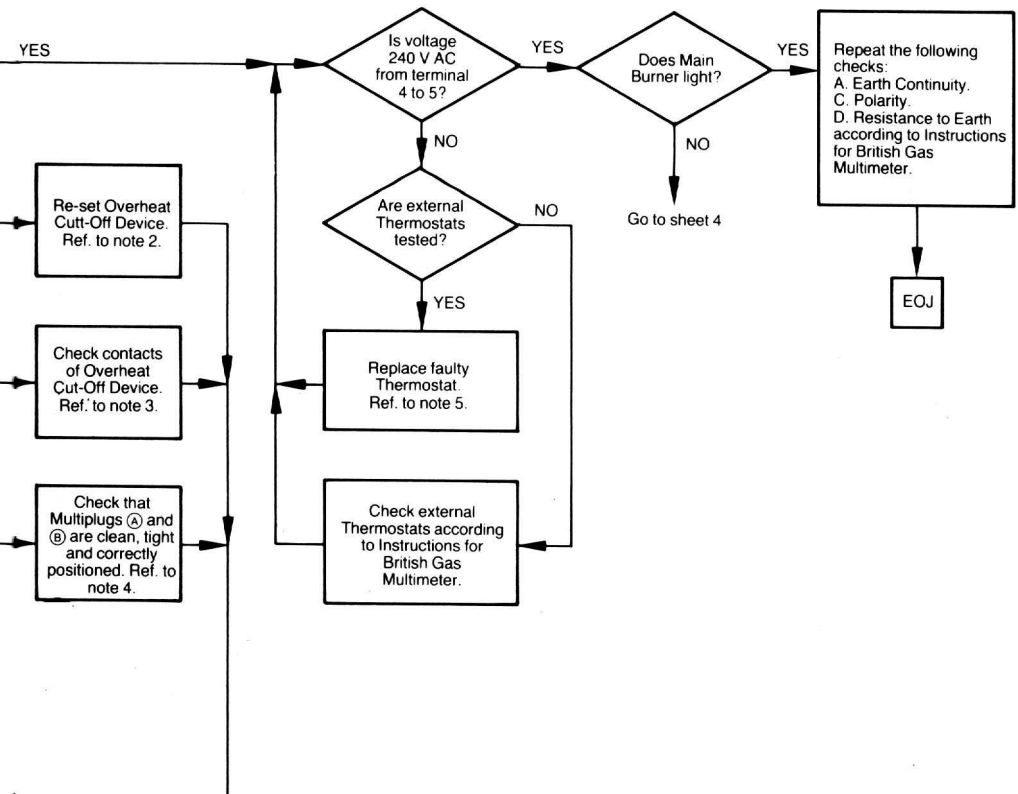 YES
Is voltage
240 V AC
from terminal
4 to 5?
YES
Does Main
Burner light?
YES
Repeat the following
checks:
A. Earth Continuity.
C. Polarity.
D. Resistance to Earth
according to Instructions
for British Gas
Multimeter.
NO
NO
Re-set Overheat
Cutt-Off Device.
Ref. to note 2.
Are external
Thermostats
tested?
NO
Go to sheet 4
EOJ
YES
Check contacts
of Overheat
Cut-Off Device.
Ref. to note 3.
Replace faulty
Thermostat.
Ref. to note 5.
Check that
Multiplugs Ⓐ and
Ⓑ are clean, tight
and correctly
positioned. Ref. to
note 4.
Check external
Thermostats according
to Instructions for
British Gas
Multimeter.